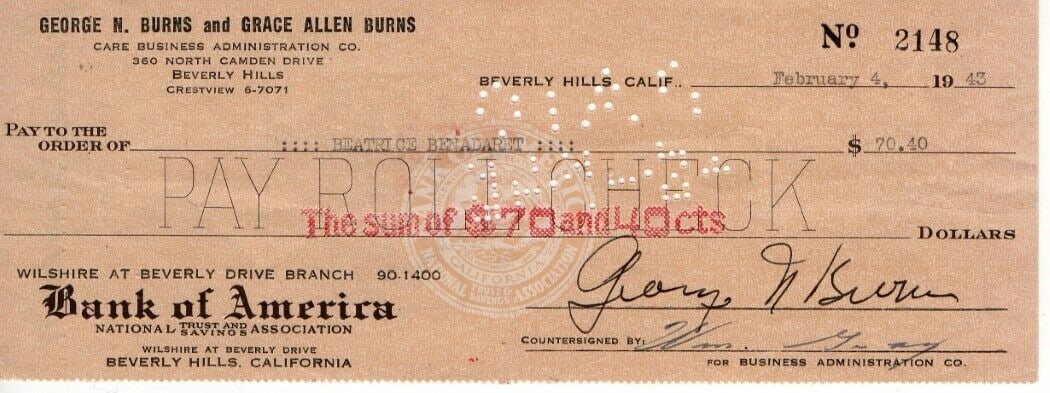 GEORGE N. BURNS and GRACE ALLEN BURNS
CARE BUSINESS ADMINISTRATION CO.
360 NORTH CAMDEN DRIVE
BEVERLY HILLS
CRESTVIEW 6-7071
Nº 2148
BEVERLY HILLS, CALIF., February 4, 19 43
PAY TO THE
ORDER OF :::: BEATRICE BENADARET :::: $ 70.40
PAY ROLL CHECK
The sum of $ 70 and 40 cts
DOLLARS
WILSHIRE AT BEVERLY DRIVE BRANCH 90-1400
Bank of America
NATIONAL TRUST AND SAVINGS ASSOCIATION
WILSHIRE AT BEVERLY DRIVE
BEVERLY HILLS, CALIFORNIA
George N Burns
COUNTERSIGNED BY: Wm. Gray
FOR BUSINESS ADMINISTRATION CO.